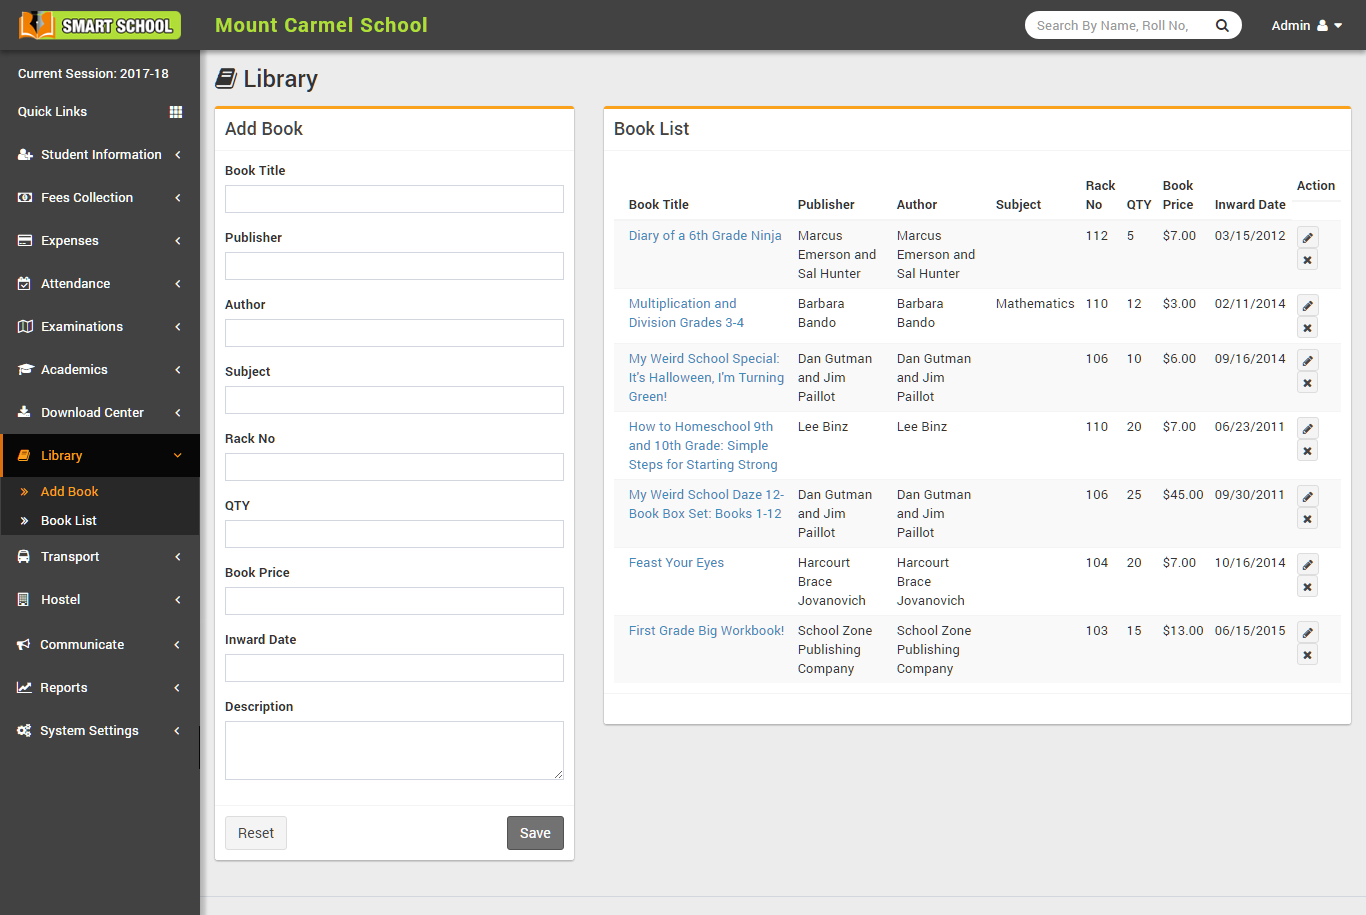 SMART SCHOOL
Mount Carmel School
Search By Name, Roll No,
Admin
Current Session: 2017-18
Quick Links
Student Information
Fees Collection
Expenses
Attendance
Examinations
Academics
Download Center
Library
Add Book
Book List
Transport
Hostel
Communicate
Reports
System Settings
Library
Add Book
Book Title
Publisher
Author
Subject
Rack No
QTY
Book Price
Inward Date
Description
Reset
Save
Book List
Book Title Publisher Author Subject Rack No QTY Book Price Inward Date Action
Diary of a 6th Grade Ninja Marcus Author Marcus 112 5 $7.00 03/15/2012
Emerson and Emerson and
Sal Hunter Sal Hunter
Multiplication and Barbara Barbara Mathematics 110 12 $3.00 02/11/2014
Division Grades 3-4 Bando Bando
My Weird School Special: Dan Gutman Dan Gutman 106 10 $6.00 09/16/2014
It's Halloween, I'm Turning and Jim and Jim
Green! Paillot Paillot
How to Homeschool 9th Lee Binz Lee Binz 110 20 $7.00 06/23/2011
and 10th Grade: Simple
Steps for Starting Strong
My Weird School Daze 12- Dan Gutman Dan Gutman 106 25 $45.00 09/30/2011
Book Box Set: Books 1-12 and Jim and Jim
Paillot Paillot
Feast Your Eyes Harcourt Harcourt 104 20 $7.00 10/16/2014
Brace Brace
Jovanovich Jovanovich
First Grade Big Workbook! School Zone School Zone 103 15 $13.00 06/15/2015
Publishing Publishing
Company Company